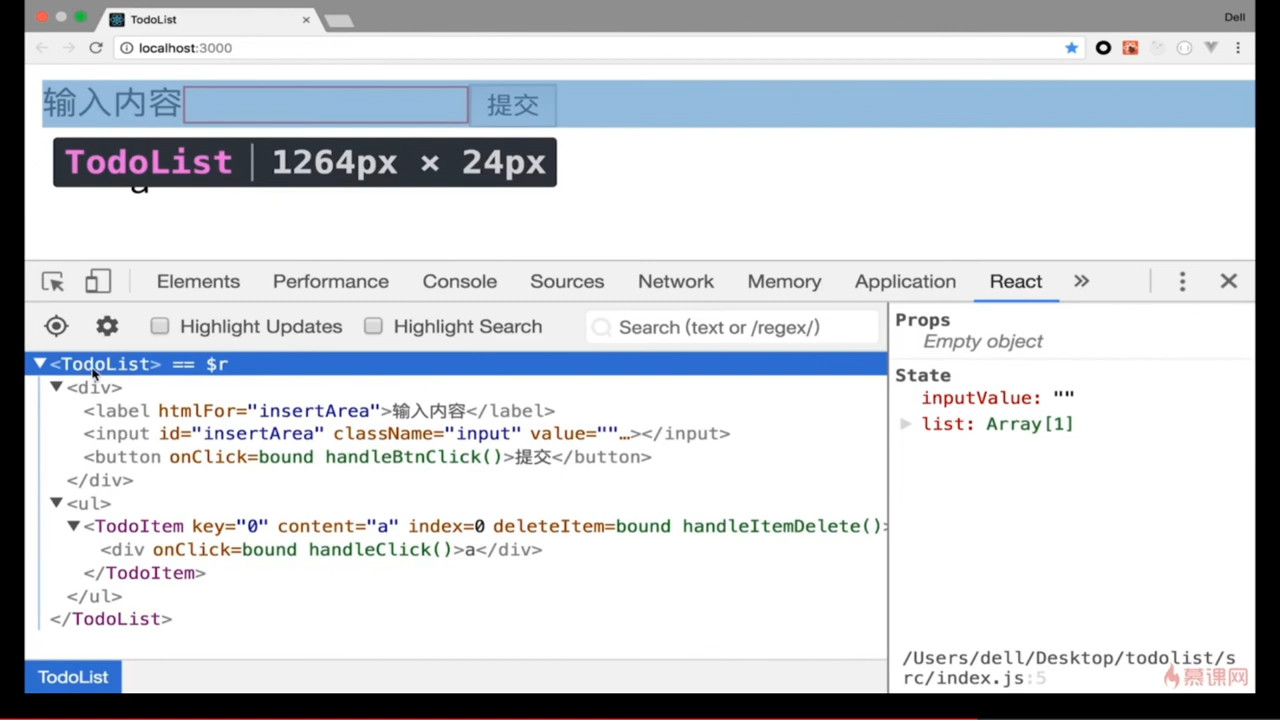 TodoList
Dell
localhost:3000
输入内容 提交
TodoList | 1264px × 24px
a
Elements Performance Console Sources Network Memory Application React »
Highlight Updates Highlight Search Search (text or /regex/)
<TodoList> == $r
<div>
<label htmlFor="insertArea">输入内容</label>
<input id="insertArea" className="input" value=""…></input>
<button onClick=bound handleBtnClick()>提交</button>
</div>
<ul>
<TodoItem key="0" content="a" index=0 deleteItem=bound handleItemDelete()>
<div onClick=bound handleClick()>a</div>
</TodoItem>
</ul>
</TodoList>
TodoList
Props
Empty object
State
inputValue: ""
list: Array[1]
/Users/dell/Desktop/todolist/s
rc/index.js:5
慕课网